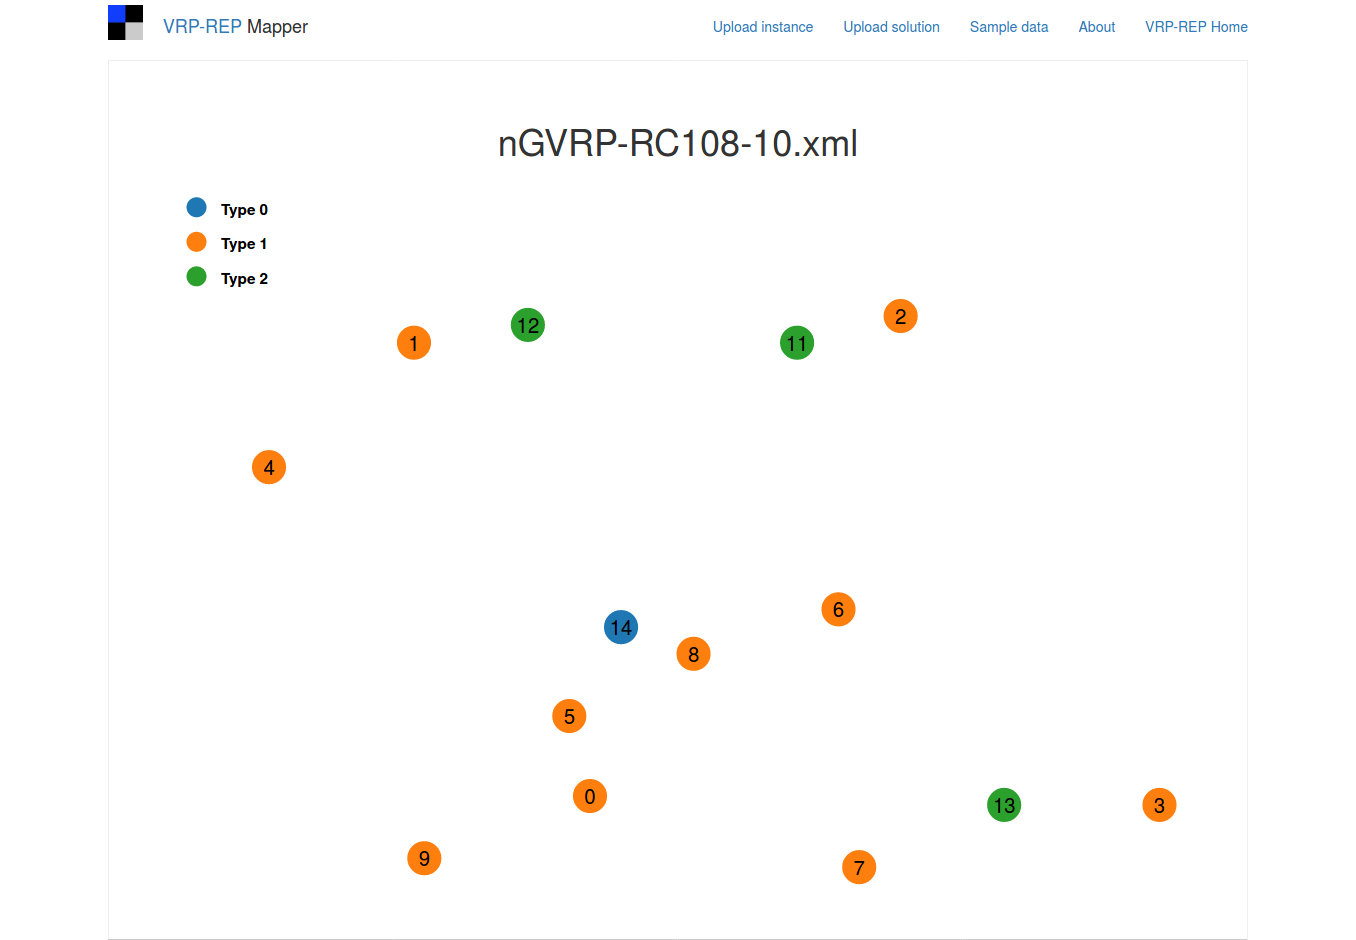 VRP-REP Mapper
Upload instance
Upload solution
Sample data
About
VRP-REP Home
nGVRP-RC108-10.xml
Type 0
Type 1
Type 2
2
12
1
11
4
6
14
8
5
0
13
3
9
7